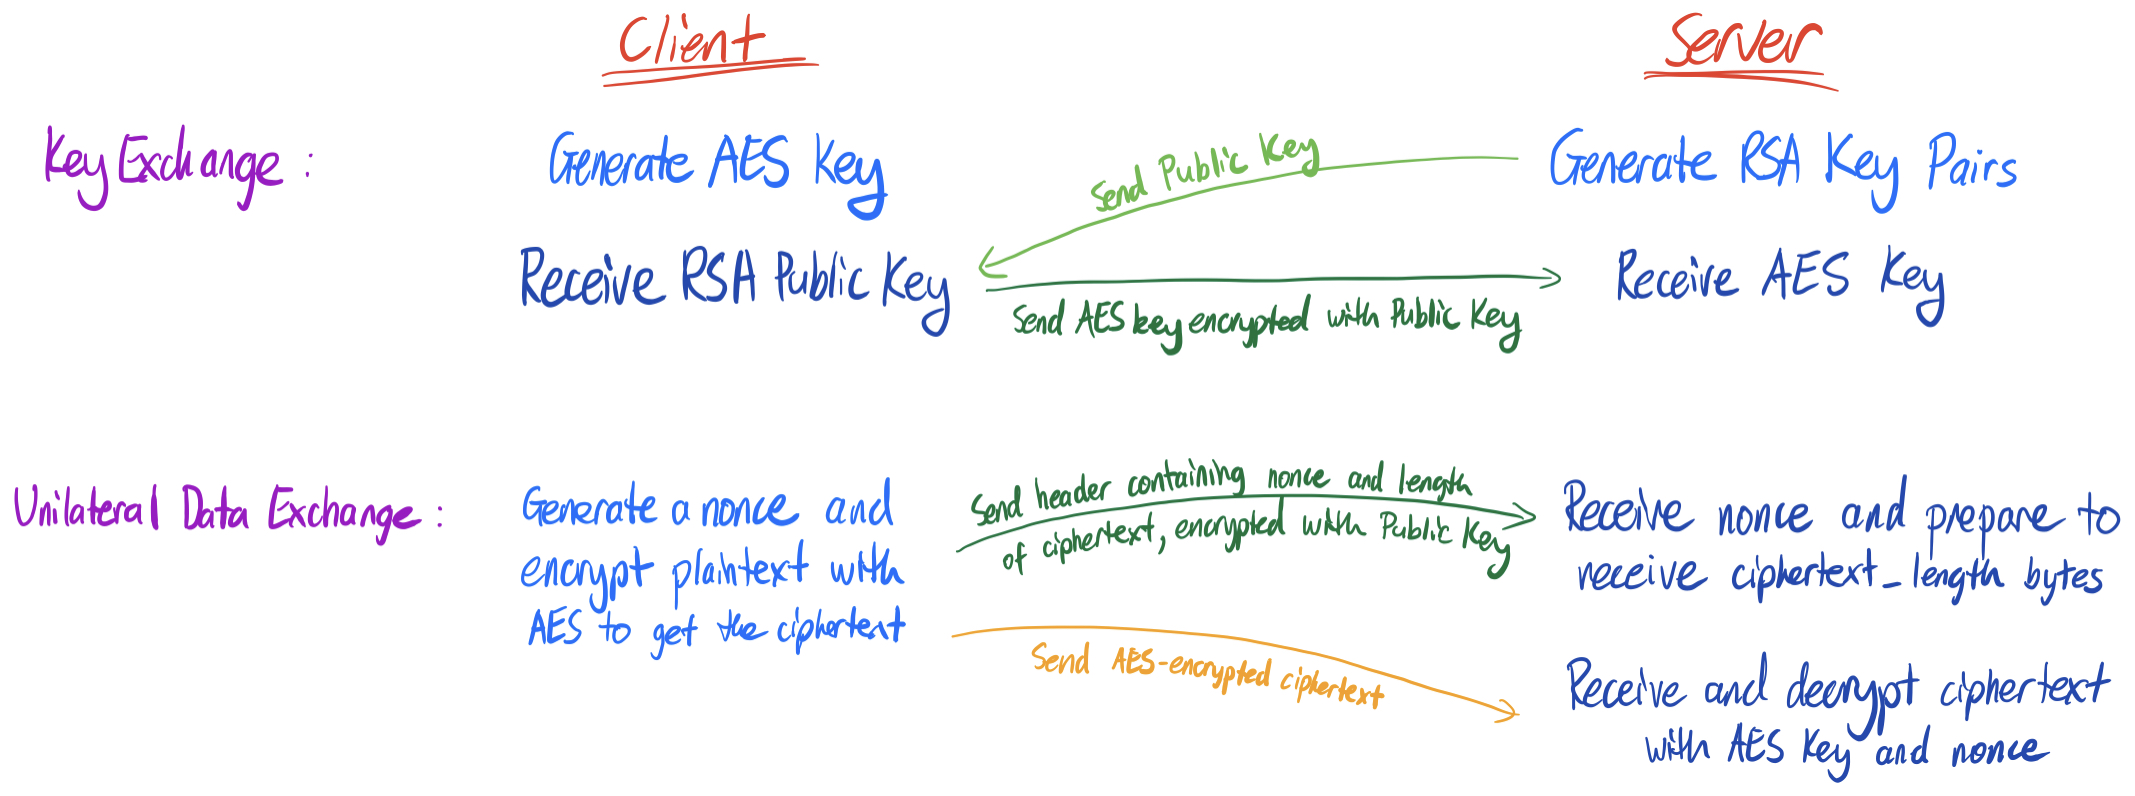 Client
Server
Key Exchange :
Generate AES Key
Send Public Key
Generate RSA Key Pairs
Receive RSA Public Key
Send AES key encrypted with Public Key
Receive AES Key
Unilateral Data Exchange :
Generate a nonce and
encrypt plaintext with
AES to get the ciphertext
Send header containing nonce and length
of ciphertext, encrypted with Public Key
Receive nonce and prepare to
receive ciphertext_length bytes
Send AES-encrypted ciphertext
Receive and decrypt ciphertext
with AES Key and nonce